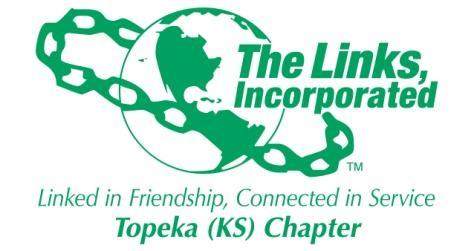 The Links,
Incorporated
TM
Linked in Friendship, Connected in Service
Topeka (KS) Chapter